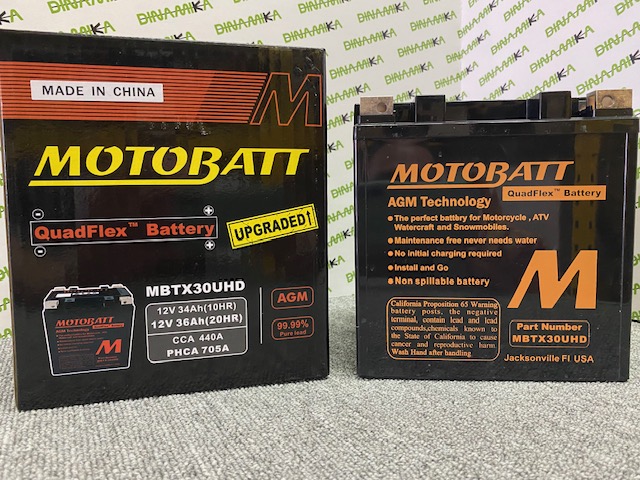 MADE IN CHINA
M
MOTOBATT
QuadFlex™ Battery
UPGRADED!
MBTX30UHD
12V 34Ah(10HR)
12V 36Ah(20HR)
CCA 440A
PHCA 705A
AGM
99.99%
Pure lead
MOTOBATT
AGM Technology
M
MOTOBATT
QuadFlex™ Battery
AGM Technology
The perfect battbry for Motorcycle , ATV
Watercraft and Snowmobiles.
Maintenance free never needs water
No initial charging required
Install and Go
Non spillable battery
M
California Proposition 65 Warning
battery posts, the negative
terminal, contain lead and lead
compounds,chemicals known to
the State of California to cause
cancer and reproductive harm.
Wash Hand after handling.
Part Number
MBTX30UHD
Jacksonville Fl USA
BINAMIKA